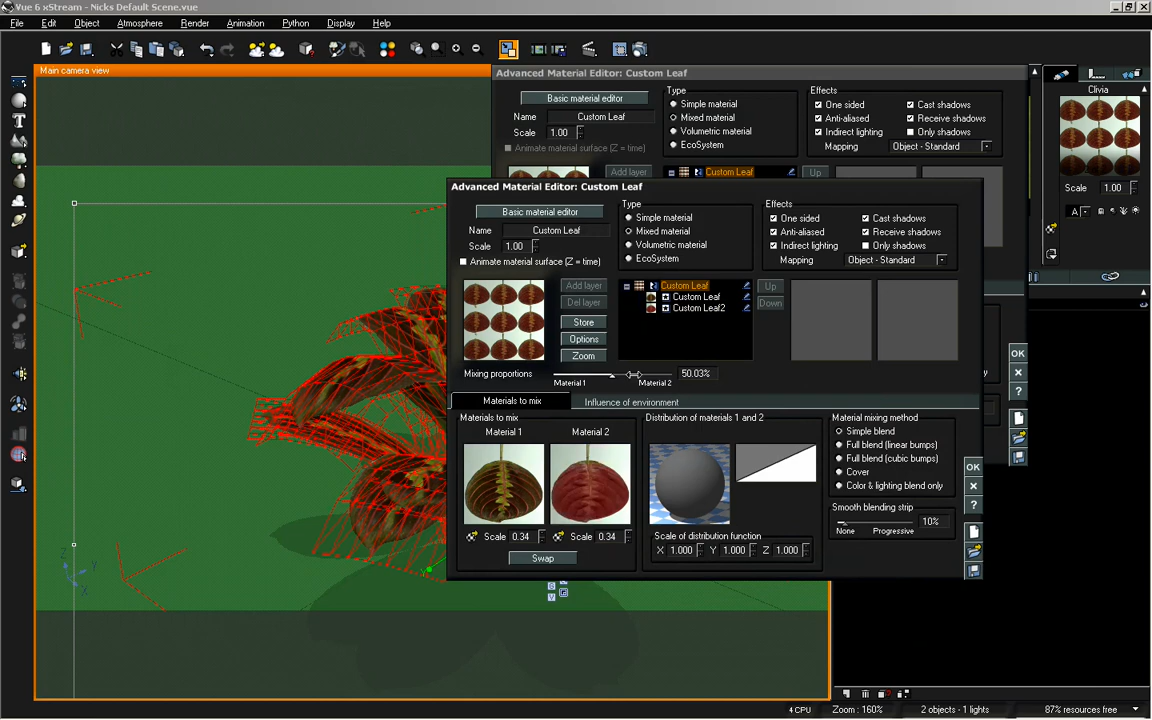 Vue 6 xStream - Nicks Default Scene.vue
File Edit Object Atmosphere Render Animation Python Display Help
Main camera view
Advanced Material Editor: Custom Leaf
Basic material editor
Name Custom Leaf
Scale 1.00
Animate material surface (Z = time)
Type
Simple material
Mixed material
Volumetric material
EcoSystem
Effects
One sided Cast shadows
Anti-aliased Receive shadows
Indirect lighting Only shadows
Mapping Object - Standard
Add layer
Custom Leaf
Up
OK
?
Clivia
Scale 1.00
A
Advanced Material Editor: Custom Leaf
Basic material editor
Name Custom Leaf
Scale 1.00
Animate material surface (Z = time)
Type
Simple material
Mixed material
Volumetric material
EcoSystem
Effects
One sided Cast shadows
Anti-aliased Receive shadows
Indirect lighting Only shadows
Mapping Object - Standard
Add layer
Del layer
Store
Options
Zoom
Custom Leaf
Custom Leaf
Custom Leaf2
Up
Down
Mixing proportions 50.03%
Material 1 Material 2
Materials to mix Influence of environment
Materials to mix
Material 1 Material 2
Scale 0.34 Scale 0.34
Swap
Distribution of materials 1 and 2
Scale of distribution function
X 1.000 Y 1.000 Z 1.000
Material mixing method
Simple blend
Full blend (linear bumps)
Full blend (cubic bumps)
Cover
Color & lighting blend only
Smooth blending strip
10%
None Progressive
OK
?
Z Y X
4 CPU Zoom : 160% 2 objects - 1 lights 87% resources free